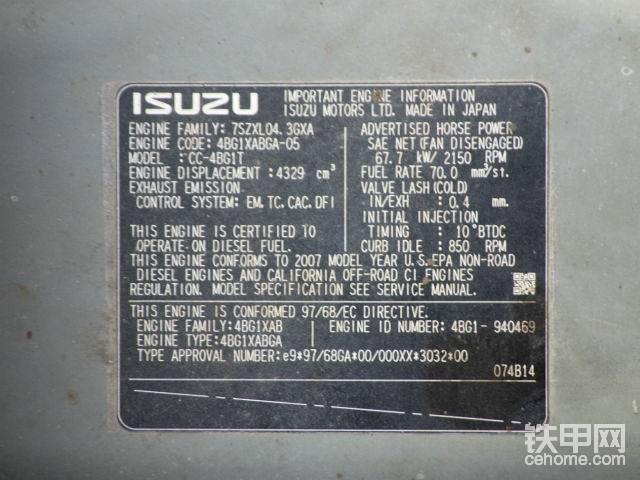 ISUZU
IMPORTANT ENGINE INFORMATION
ISUZU MOTORS LTD. MADE IN JAPAN
ENGINE FAMILY: 7SZXL04.3GXA
ENGINE CODE: 4BG1XABGA-05
MODEL : CC-4BG1T
ENGINE DISPLACEMENT: 4329 cm³
EXHAUST EMISSION
CONTROL SYSTEM: EM, TC, CAC, DFI
THIS ENGINE IS CERTIFIED TO
OPERATE ON DIESEL FUEL.
ADVERTISED HORSE POWER
SAE NET (FAN DISENGAGED)
67.7 kW/ 2150 RPM
FUEL RATE 70.0 mm³/st.
VALVE LASH (COLD)
IN/EXH : 0.4 mm.
INITIAL INJECTION
TIMING : 10°BTDC
CURB IDLE : 850 RPM
THIS ENGINE CONFORMS TO 2007 MODEL YEAR U.S.EPA NON-ROAD
DIESEL ENGINES AND CALIFORNIA OFF-ROAD CI ENGINES
REGULATION. MODEL SPECIFICATION SEE SERVICE MANUAL.
THIS ENGINE IS CONFORMED 97/68/EC DIRECTIVE.
ENGINE FAMILY: 4BG1XAB
ENGINE ID NUMBER: 4BG1- 940469
ENGINE TYPE: 4BG1XABGA
TYPE APPROVAL NUMBER: e9*97/68GA*00/000XX*3032*00
074B14
铁甲网
cehome.com